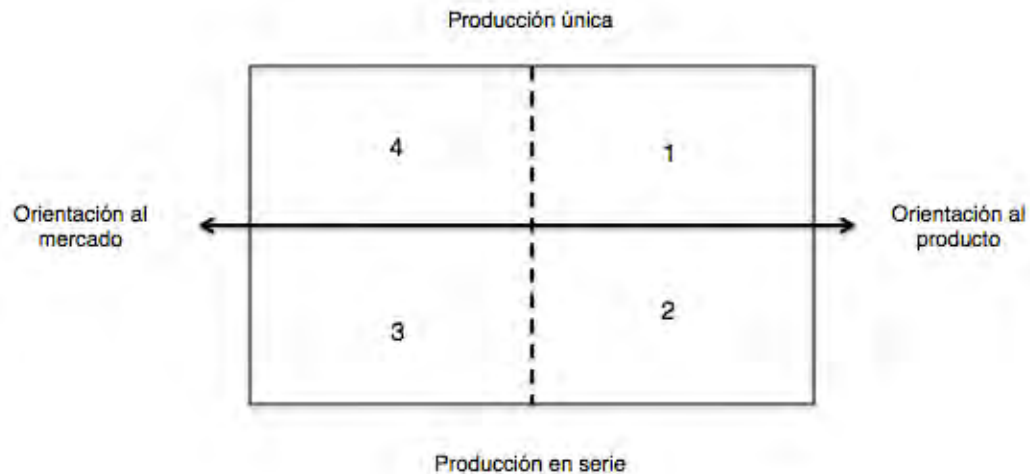 Producción única
4
1
Orientación al
mercado
Orientación al
producto
3
2
Producción en serie